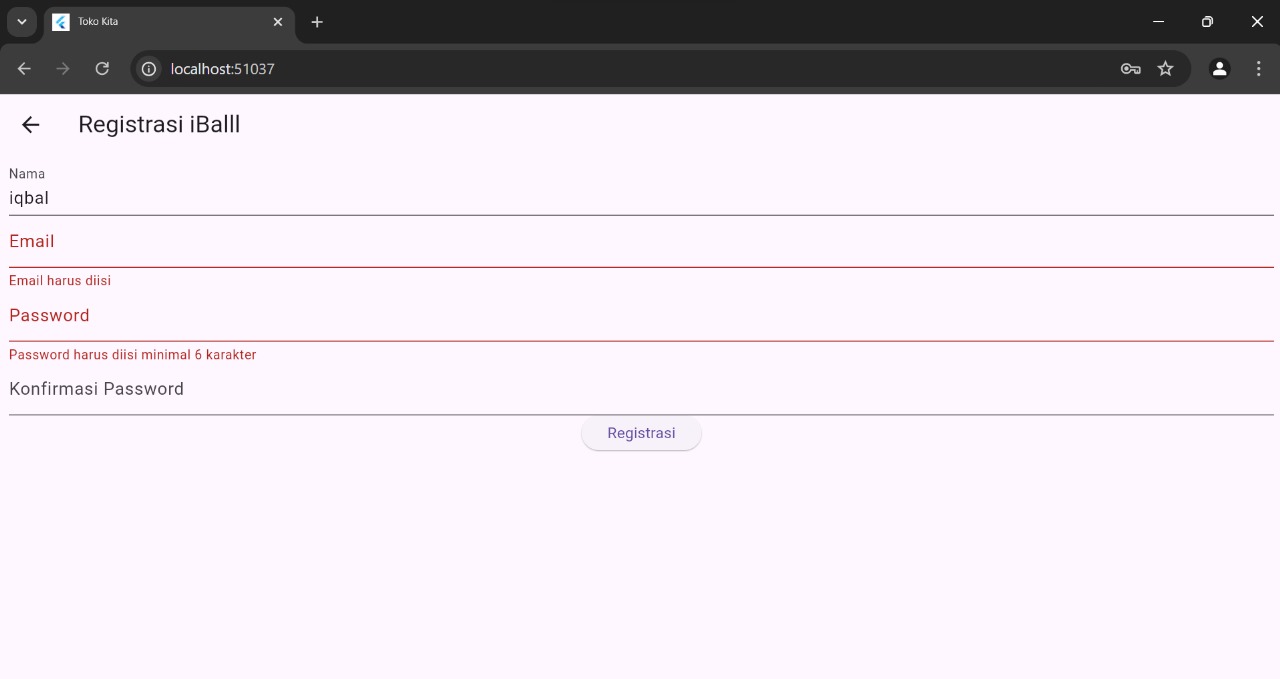 Toko Kita
localhost:51037
Registrasi iBalll
Nama
iqbal
Email
Email harus diisi
Password
Password harus diisi minimal 6 karakter
Konfirmasi Password
Registrasi